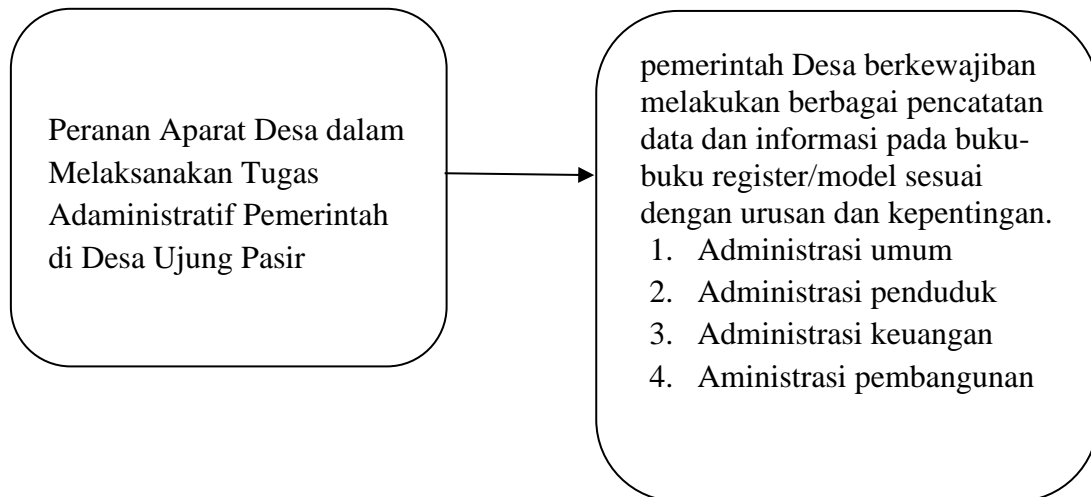 Peranan Aparat Desa dalam
Melaksanakan Tugas
Adaministratif Pemerintah
di Desa Ujung Pasir
pemerintah Desa berkewajiban
melakukan berbagai pencatatan
data dan informasi pada buku-
buku register/model sesuai
dengan urusan dan kepentingan.
1. Administrasi umum
2. Administrasi penduduk
3. Administrasi keuangan
4. Aministrasi pembangunan